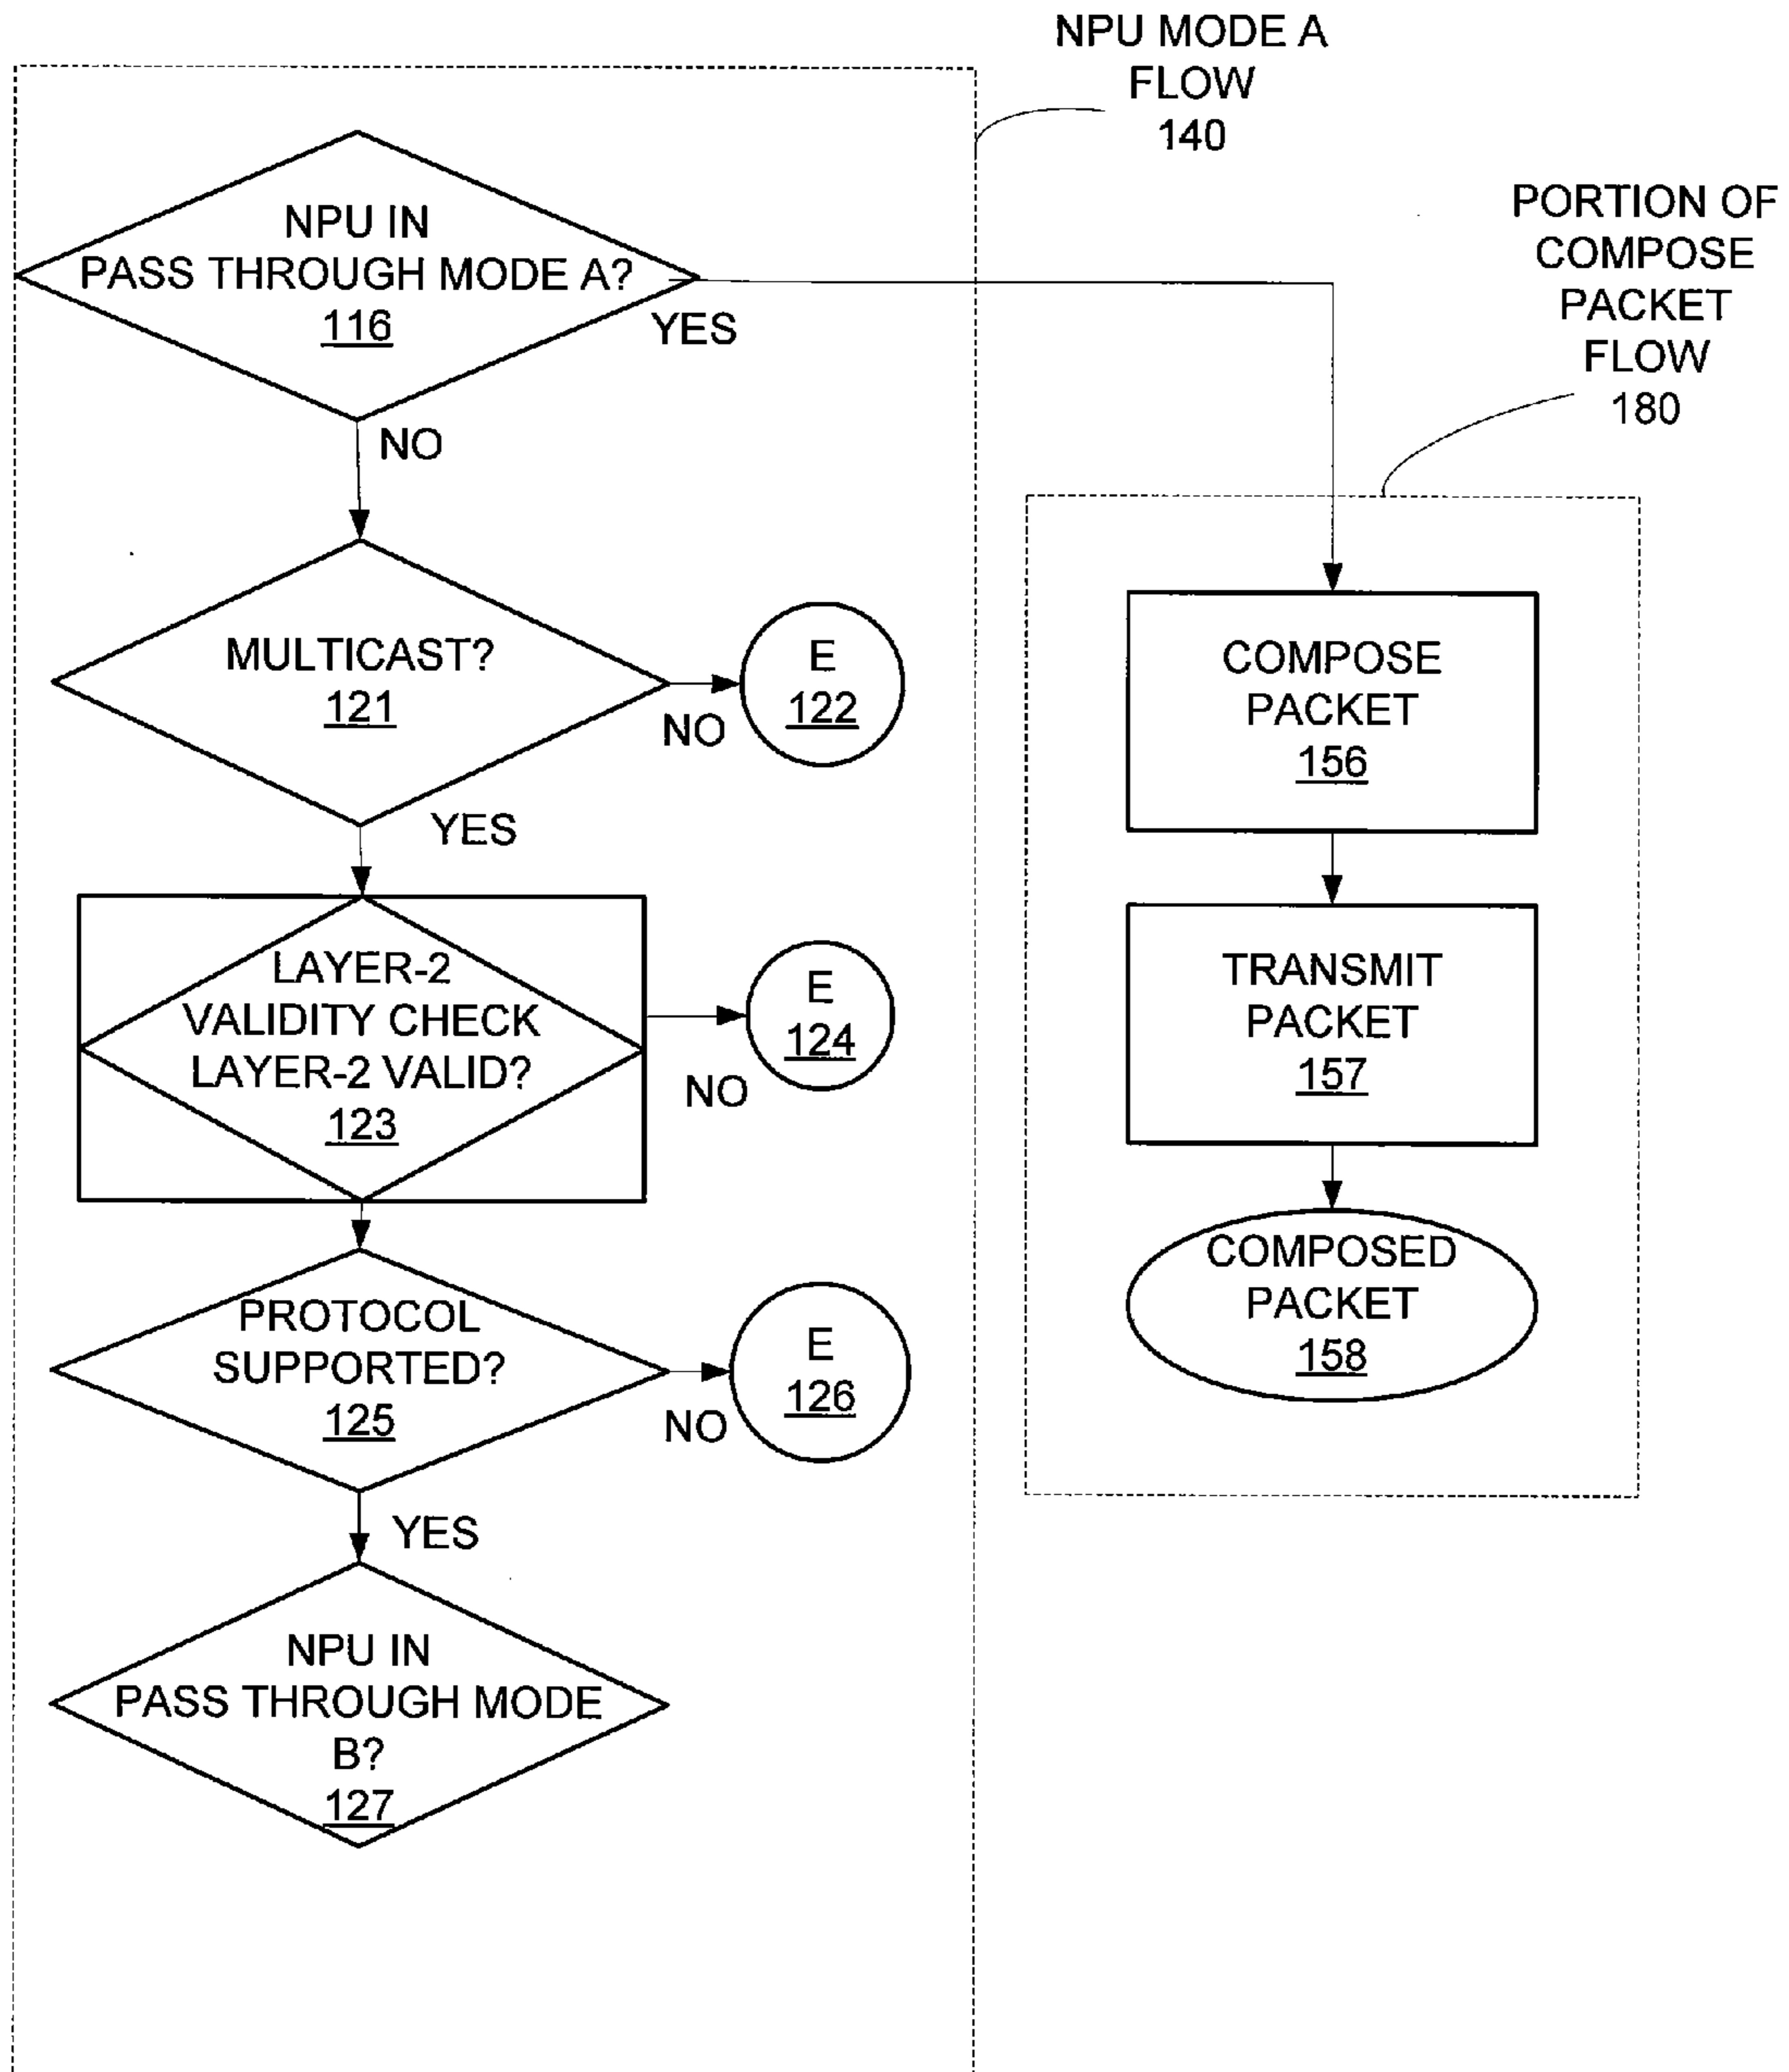 NPU MODE A
FLOW
140
PORTION OF
COMPOSE
PACKET
FLOW
180
NPU IN
PASS THROUGH MODE A?
116
YES
NO
MULTICAST?
121
NO
E
122
YES
LAYER-2
VALIDITY CHECK
LAYER-2 VALID?
123
NO
E
124
PROTOCOL
SUPPORTED?
125
NO
E
126
YES
NPU IN
PASS THROUGH MODE
B?
127
COMPOSE
PACKET
156
TRANSMIT
PACKET
157
COMPOSED
PACKET
158